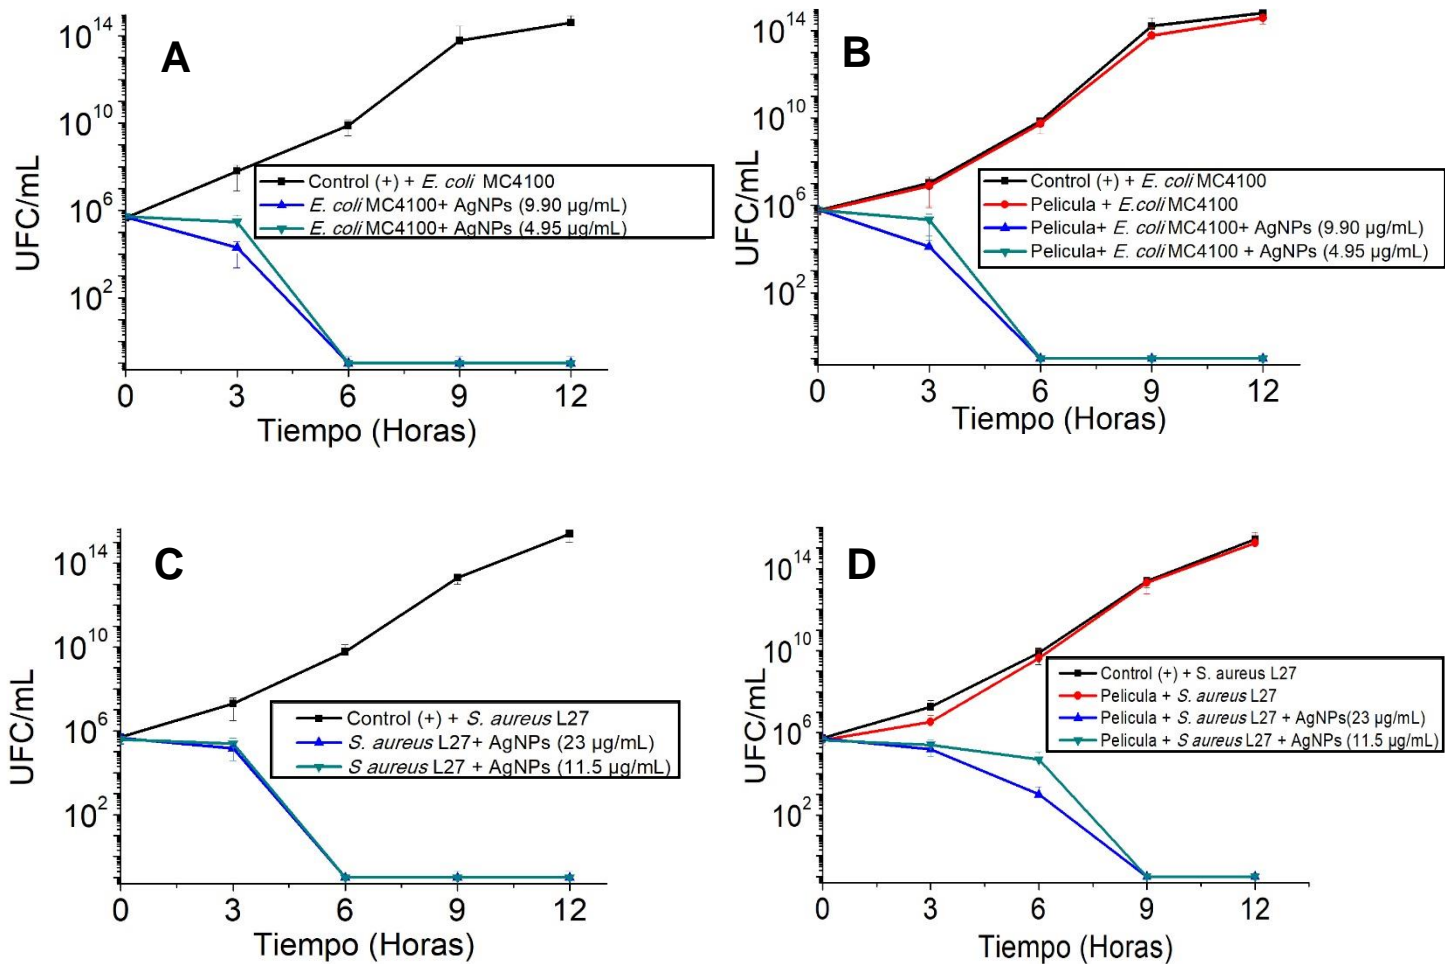 A
UFC/mL
10^14
10^10
10^6
10^2
Control (+) + E. coli MC4100
E. coli MC4100+ AgNPs (9.90 µg/mL)
E. coli MC4100+ AgNPs (4.95 µg/mL)
0 3 6 9 12
Tiempo (Horas)
B
UFC/mL
10^14
10^10
10^6
10^2
Control (+) + E. coli MC4100
Pelicula + E.coli MC4100
Pelicula+ E. coli MC4100+ AgNPs (9.90 µg/mL)
Pelicula+ E. coli MC4100 + AgNPs (4.95 µg/mL)
0 3 6 9 12
Tiempo (Horas)
C
UFC/mL
10^14
10^10
10^6
10^2
Control (+) + S. aureus L27
S. aureus L27+ AgNPs (23 µg/mL)
S aureus L27 + AgNPs (11.5 µg/mL)
0 3 6 9 12
Tiempo (Horas)
D
UFC/mL
10^14
10^10
10^6
10^2
Control (+) + S. aureus L27
Pelicula + S. aureus L27
Pelicula + S. aureus L27 + AgNPs(23 µg/mL)
Pelicula + S aureus L27 + AgNPs (11.5 µg/mL)
0 3 6 9 12
Tiempo (Horas)